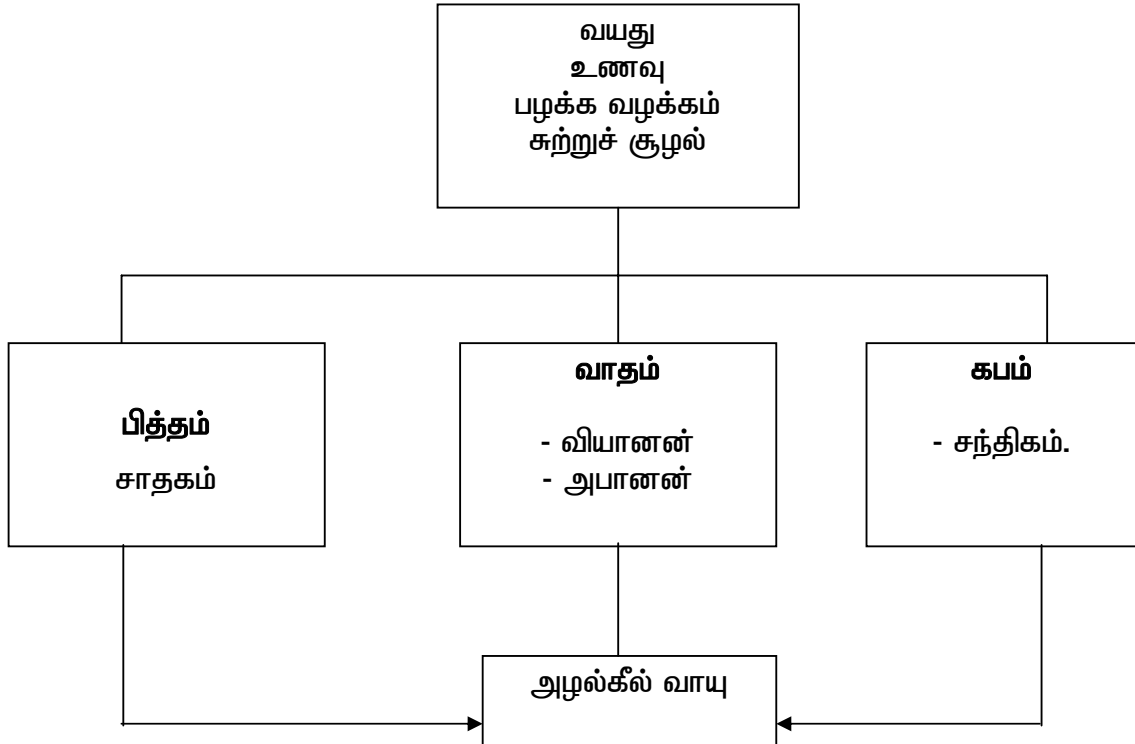 வயது
உணவு
பழக்க வழக்கம்
சுற்றுச் சூழல்
பித்தம்
சாதகம்
வாதம்
- வியானன்
- அபானன்
கபம்
- சந்திகம்.
அழல்கீல் வாயு